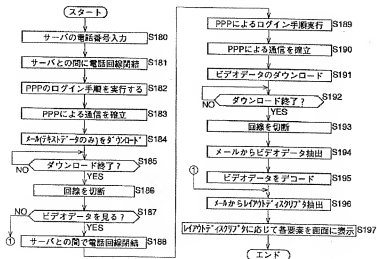 スタート
サーバの電話番号入力 S180
サーバとの間に電話回線閉結 S181
PPPのログイン手順を実行する S182
PPPによる通信を確立 S183
メール(テキストデータのみ)をダウンロード S184
ダウンロード終了? S185
NO
YES
回線を切断 S186
ビデオデータを見る? S187
NO
YES
①
サーバとの間で電話回線閉結 S188
PPPによるログイン手順実行 S189
PPPによる通信を確立 S190
ビデオデータのダウンロード S191
ダウンロード終了? S192
NO
YES
回線を切断 S193
メールからビデオデータ抽出 S194
ビデオデータをデコード S195
①
メールからレイアウトディスクリプタ抽出 S196
レイアウトディスクリプタに応じて各要素を画面に表示 S197
エンド